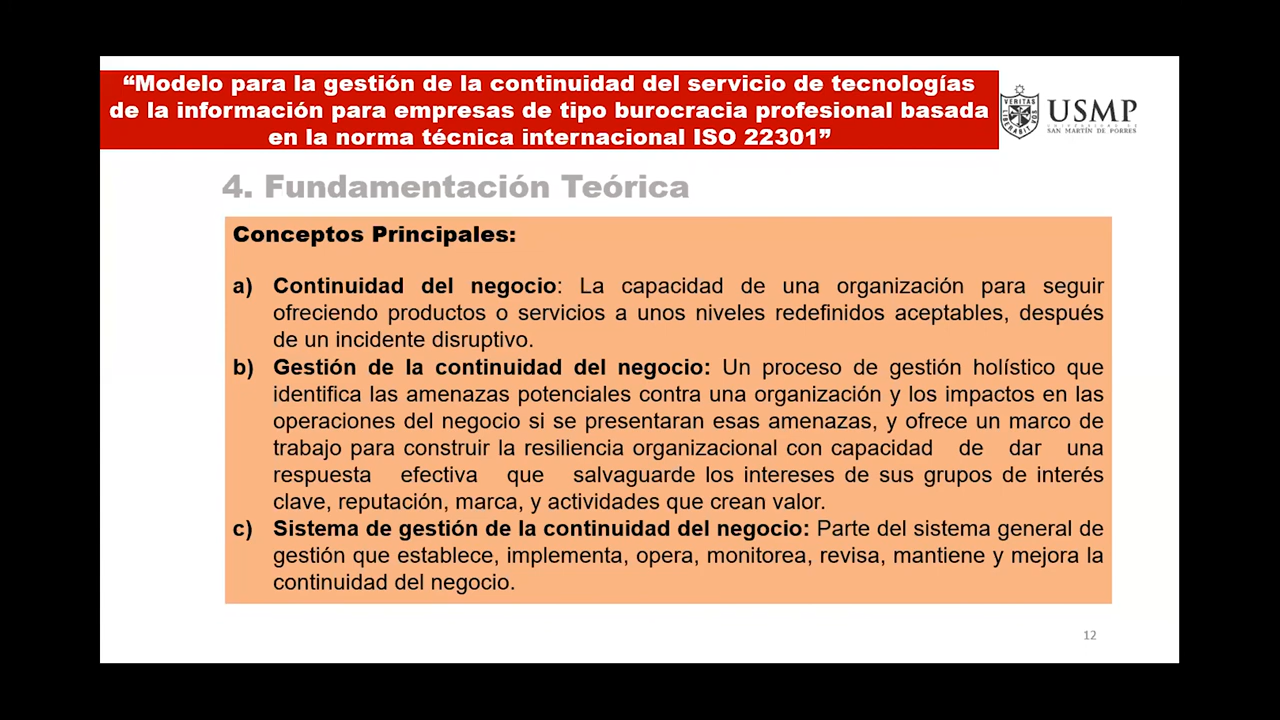 “Modelo para la gestión de la continuidad del servicio de tecnologías
de la información para empresas de tipo burocracia profesional basada
en la norma técnica internacional ISO 22301”
VERITAS
LIBERABIT VOS
USMP
UNIVERSIDAD DE
SAN MARTÍN DE PORRES
4. Fundamentación Teórica
Conceptos Principales:
a) Continuidad del negocio: La capacidad de una organización para seguir
ofreciendo productos o servicios a unos niveles redefinidos aceptables, después
de un incidente disruptivo.
b) Gestión de la continuidad del negocio: Un proceso de gestión holístico que
identifica las amenazas potenciales contra una organización y los impactos en las
operaciones del negocio si se presentaran esas amenazas, y ofrece un marco de
trabajo para construir la resiliencia organizacional con capacidad de dar una
respuesta efectiva que salvaguarde los intereses de sus grupos de interés
clave, reputación, marca, y actividades que crean valor.
c) Sistema de gestión de la continuidad del negocio: Parte del sistema general de
gestión que establece, implementa, opera, monitorea, revisa, mantiene y mejora la
continuidad del negocio.
12